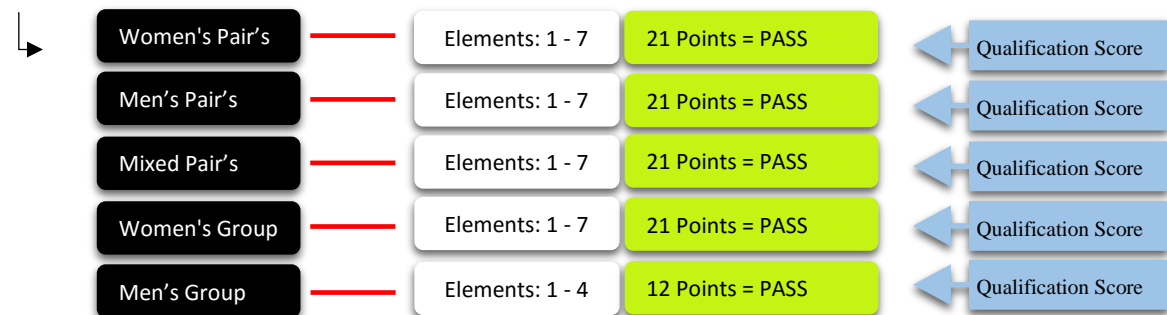 Women's Pair's Elements: 1 - 7 21 Points = PASS Qualification Score
Men's Pair's Elements: 1 - 7 21 Points = PASS Qualification Score
Mixed Pair's Elements: 1 - 7 21 Points = PASS Qualification Score
Women's Group Elements: 1 - 7 21 Points = PASS Qualification Score
Men's Group Elements: 1 - 4 12 Points = PASS Qualification Score